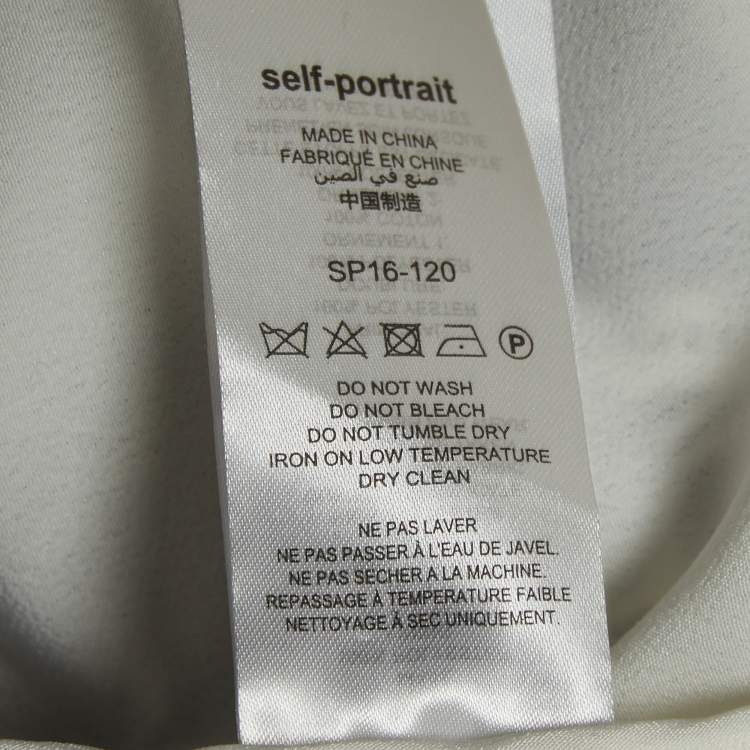 self-portrait
MADE IN CHINA
FABRIQUÉ EN CHINE
صنع في الصين
中国制造
SP16-120
P
DO NOT WASH
DO NOT BLEACH
DO NOT TUMBLE DRY
IRON ON LOW TEMPERATURE
DRY CLEAN
NE PAS LAVER
NE PAS PASSER À L'EAU DE JAVEL.
NE PAS SECHER A LA MACHINE.
REPASSAGE À TEMPERATURE FAIBLE
NETTOYAGE À SEC UNIQUEMENT.